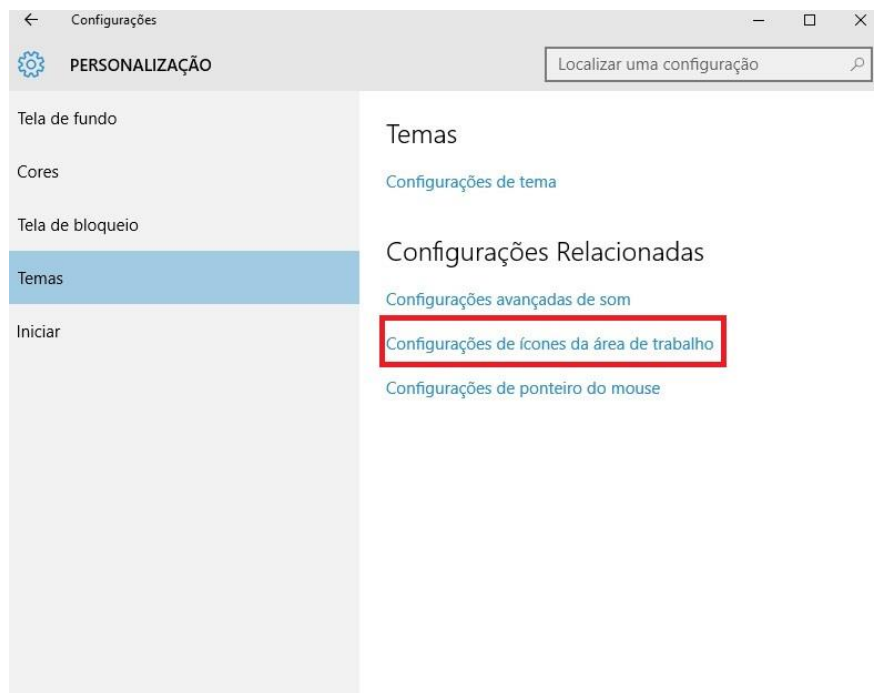 Configurações
PERSONALIZAÇÃO
Localizar uma configuração
Tela de fundo
Cores
Tela de bloqueio
Temas
Iniciar
Temas
Configurações de tema
Configurações Relacionadas
Configurações avançadas de som
Configurações de ícones da área de trabalho
Configurações de ponteiro do mouse